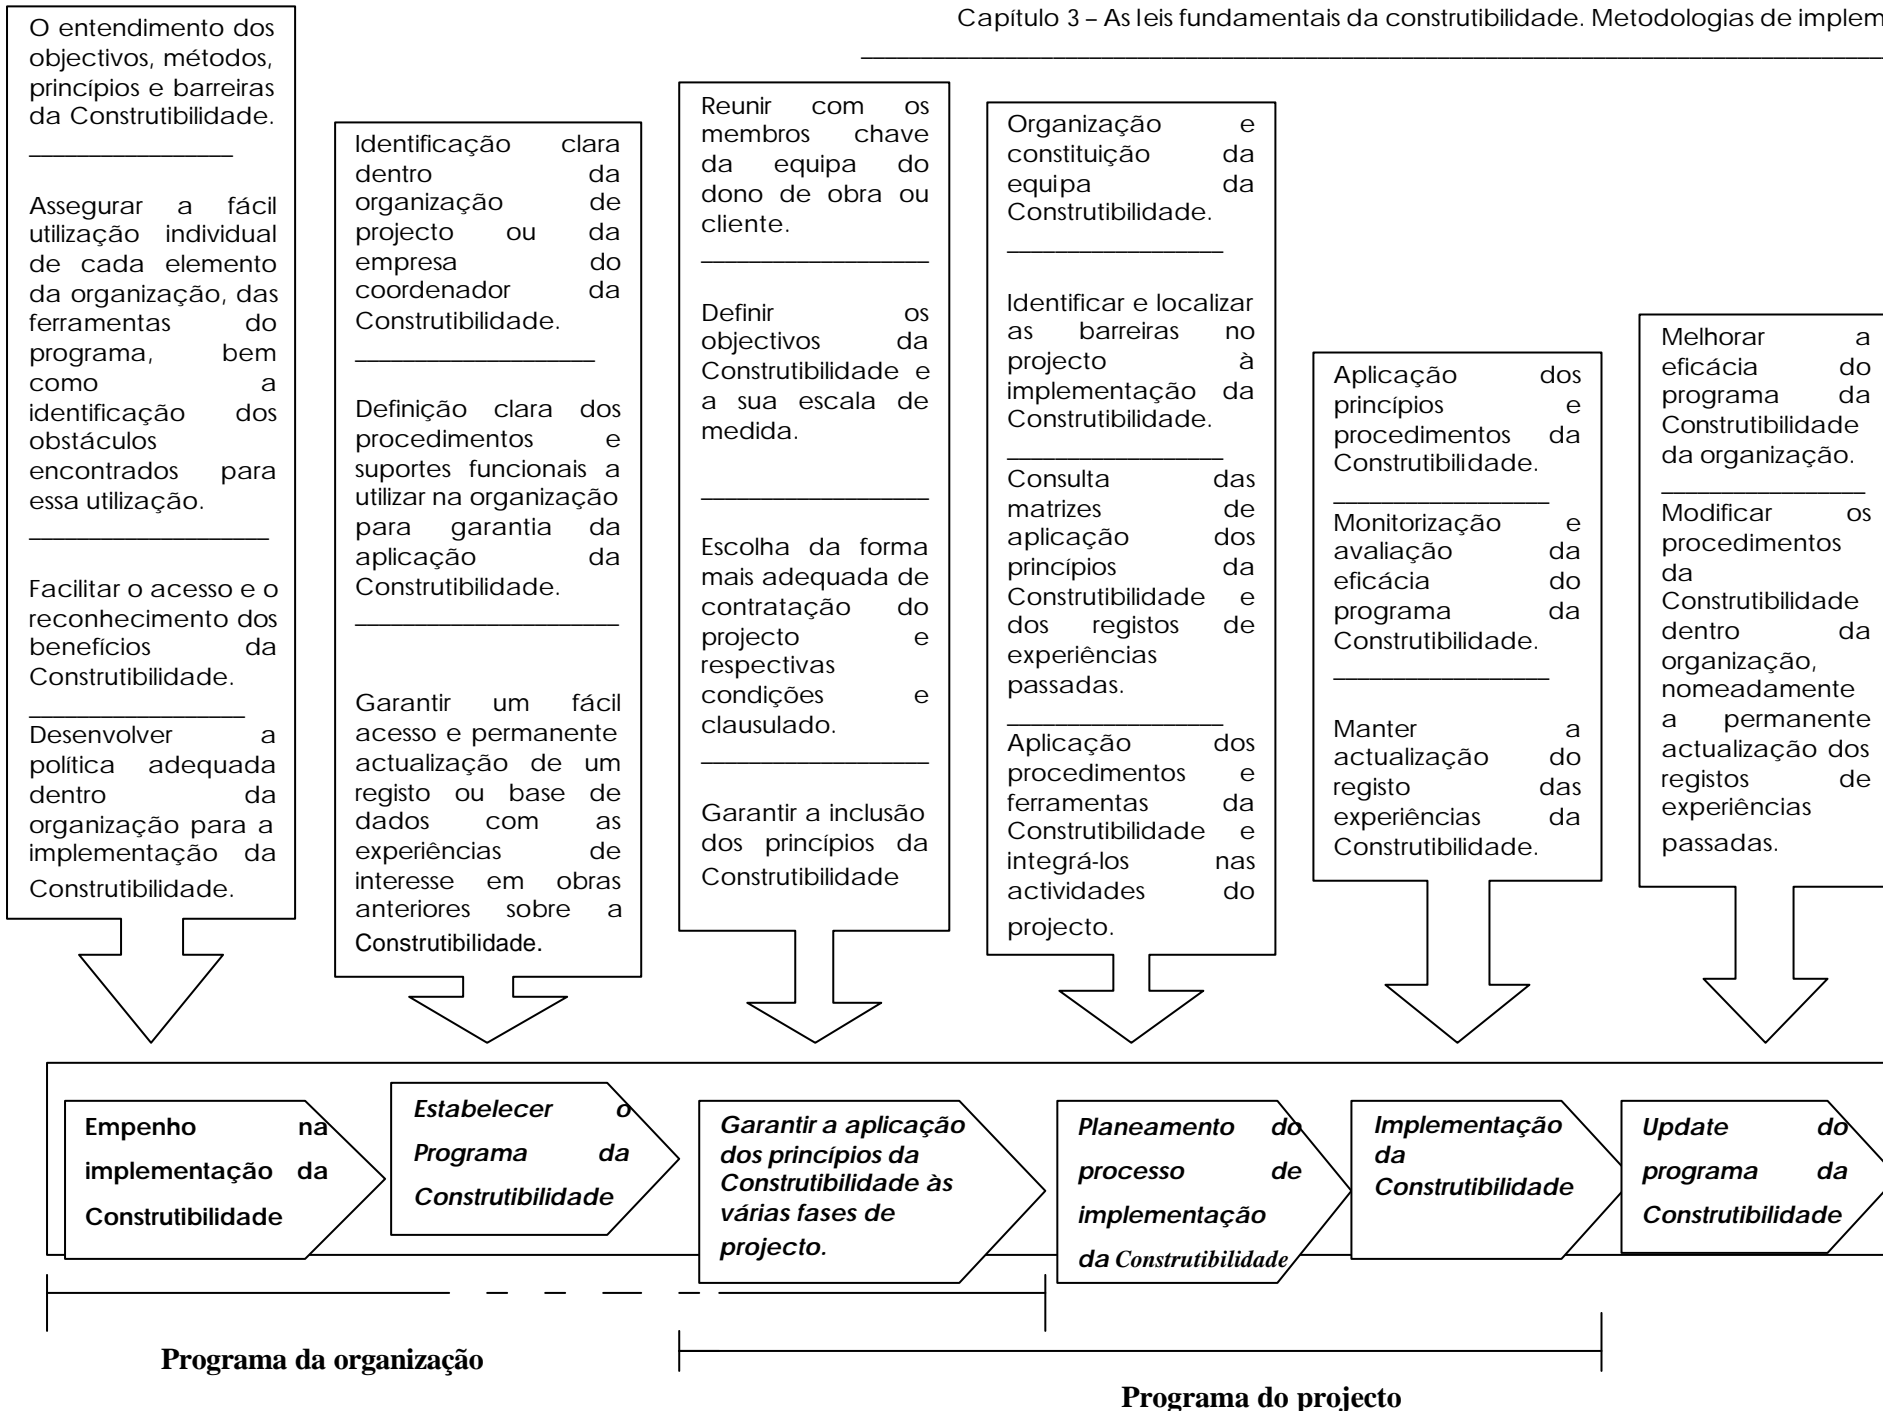 Capítulo 3 – As leis fundamentais da construtibilidade. Metodologias de implem
O entendimento dos
objectivos, métodos,
princípios e barreiras
da Construtibilidade.
Assegurar a fácil
utilização individual
de cada elemento
da organização, das
ferramentas do
programa, bem
como a
identificação dos
obstáculos
encontrados para
essa utilização.
Facilitar o acesso e o
reconhecimento dos
benefícios da
Construtibilidade.
Desenvolver a
política adequada
dentro da
organização para a
implementação da
Construtibilidade.
Identificação clara
dentro da
organização de
projecto ou da
empresa do
coordenador da
Construtibilidade.
Definição clara dos
procedimentos e
suportes funcionais a
utilizar na organização
para garantia da
aplicação da
Construtibilidade.
Garantir um fácil
acesso e permanente
actualização de um
registo ou base de
dados com as
experiências de
interesse em obras
anteriores sobre a
Construtibilidade.
Reunir com os
membros chave
da equipa do
dono de obra ou
cliente.
Definir os
objectivos da
Construtibilidade e
a sua escala de
medida.
Escolha da forma
mais adequada de
contratação do
projecto e
respectivas
condições e
clausulado.
Garantir a inclusão
dos princípios da
Construtibilidade
Organização e
constituição da
equipa da
Construtibilidade.
Identificar e localizar
as barreiras no
projecto à
implementação da
Construtibilidade.
Consulta das
matrizes de
aplicação dos
princípios da
Construtibilidade e
dos registos de
experiências
passadas.
Aplicação dos
procedimentos e
ferramentas da
Construtibilidade e
integrá-los nas
actividades do
projecto.
Aplicação dos
princípios e
procedimentos da
Construtibilidade.
Monitorização e
avaliação da
eficácia do
programa da
Construtibilidade.
Manter a
actualização do
registo das
experiências da
Construtibilidade.
Melhorar a
eficácia do
programa da
Construtibilidade
da organização.
Modificar os
procedimentos
da
Construtibilidade
dentro da
organização,
nomeadamente
a permanente
actualização dos
registos de
experiências
passadas.
Empenho na
implementação da
Construtibilidade
Estabelecer o
Programa da
Construtibilidade
Garantir a aplicação
dos princípios da
Construtibilidade às
várias fases de
projecto.
Planeamento do
processo de
implementação
da Construtibilidade
Implementação
da
Construtibilidade
Update do
programa da
Construtibilidade
Programa da organização
Programa do projecto